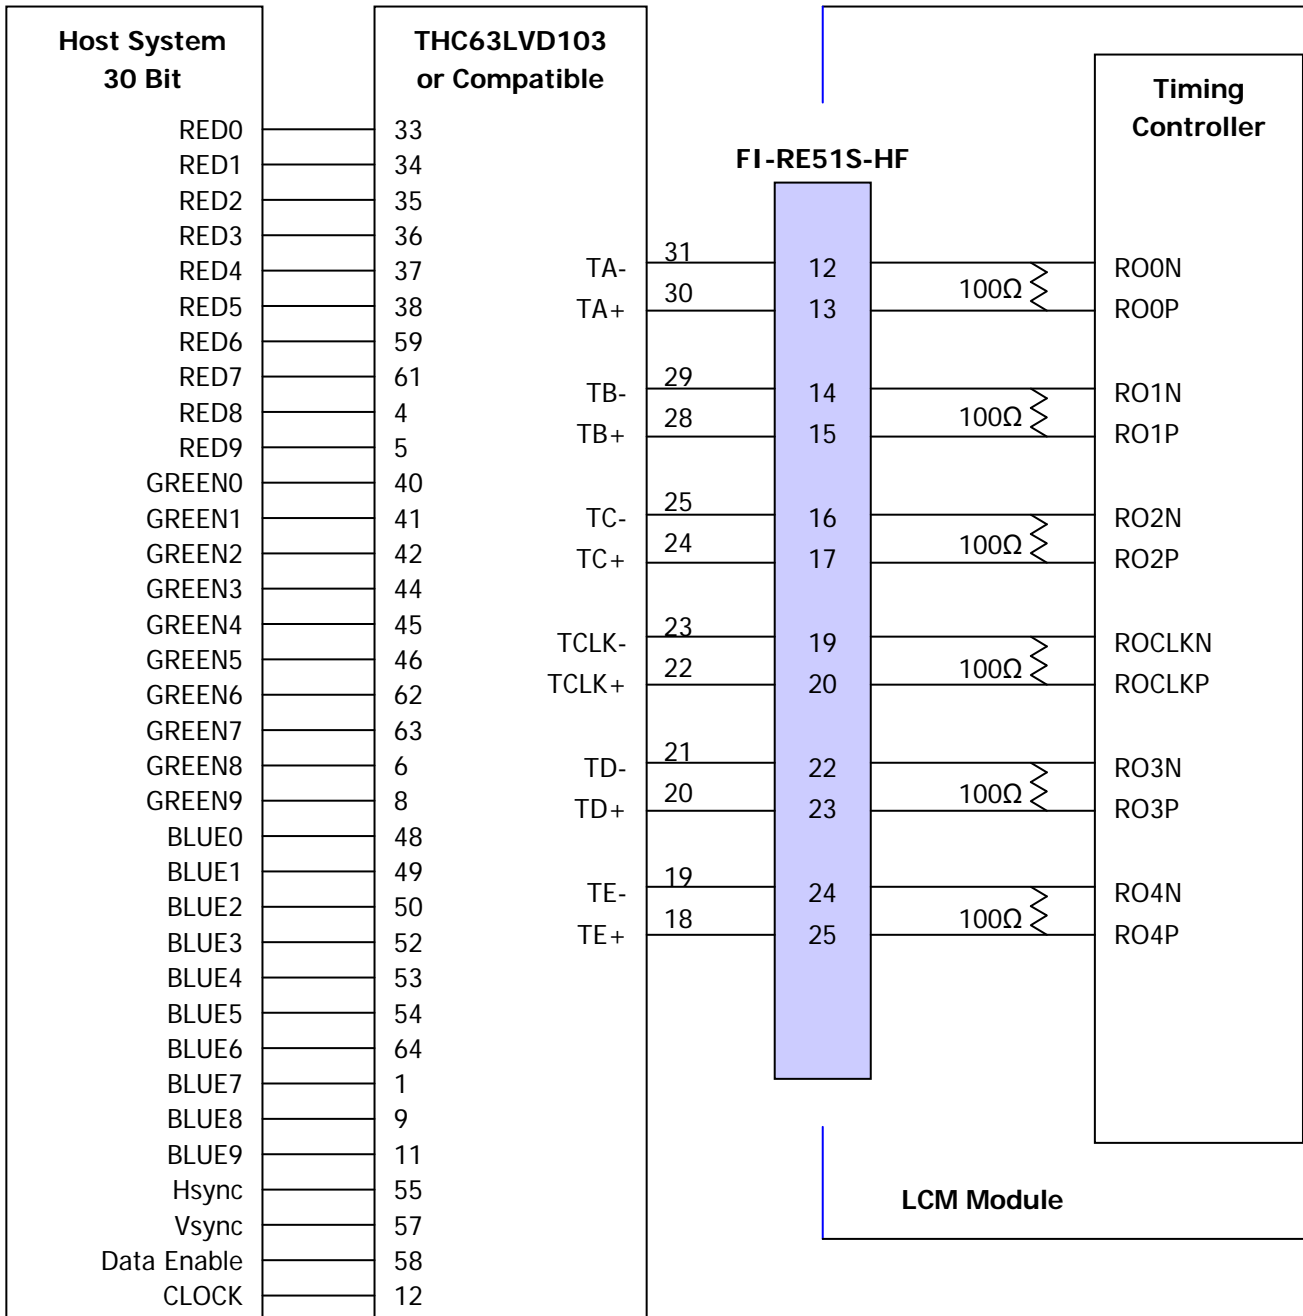 Host System
30 Bit
RED0
RED1
RED2
RED3
RED4
RED5
RED6
RED7
RED8
RED9
GREEN0
GREEN1
GREEN2
GREEN3
GREEN4
GREEN5
GREEN6
GREEN7
GREEN8
GREEN9
BLUE0
BLUE1
BLUE2
BLUE3
BLUE4
BLUE5
BLUE6
BLUE7
BLUE8
BLUE9
Hsync
Vsync
Data Enable
CLOCK
THC63LVD103
or Compatible
33
34
35
36
37
38
59
61
4
5
40
41
42
44
45
46
62
63
6
8
48
49
50
52
53
54
64
1
9
11
55
57
58
12
TA-
TA+
TB-
TB+
TC-
TC+
TCLK-
TCLK+
TD-
TD+
TE-
TE+
31
30
29
28
25
24
23
22
21
20
19
18
FI-RE51S-HF
12
13
14
15
16
17
19
20
22
23
24
25
100Ω
100Ω
100Ω
100Ω
100Ω
100Ω
Timing
Controller
RO0N
RO0P
RO1N
RO1P
RO2N
RO2P
ROCLKN
ROCLKP
RO3N
RO3P
RO4N
RO4P
LCM Module